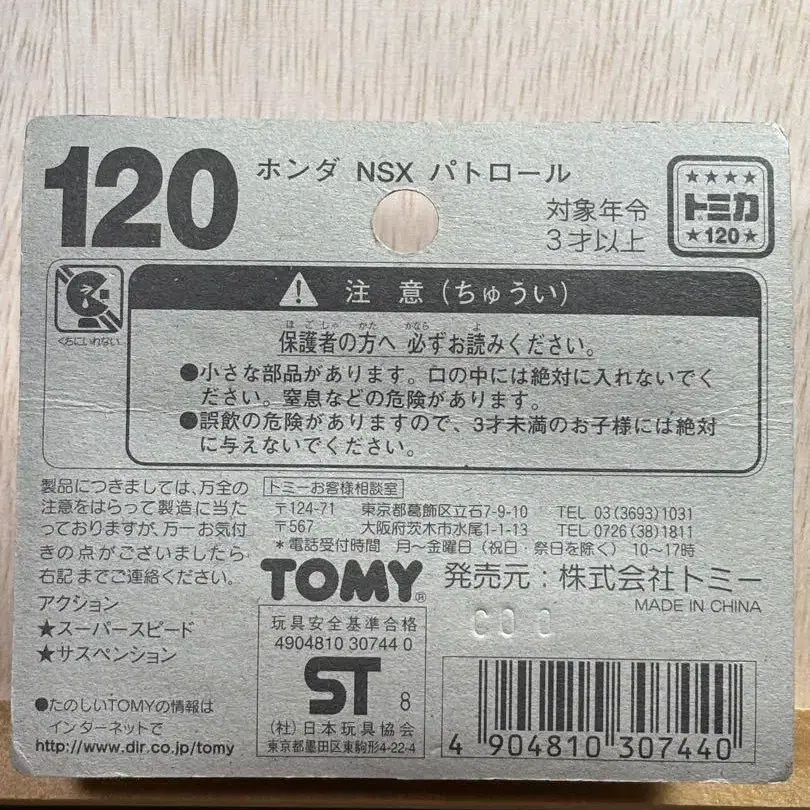 120
ホンダ NSX パトロール
対象年令
3才以上
★★★★
トミカ
★120★
くちにいれない
注 意(ちゅうい)
ほごしゃ かた かなら よ
保護者の方へ 必ずお読みください。
●小さな部品があります。口の中には絶対に入れないでく
ださい。窒息などの危険があります。
●誤飲の危険がありますので、3才未満のお子様には絶対
に与えないでください。
製品につきましては、万全の
注意をはらって製造に当た
っておりますが、万一お気付
きの点がございましたら
右記までご連絡ください。
アクション
★スーパースピード
★サスペンション
●たのしいTOMYの情報は
インターネットで
http://www.dir.co.jp/tomy
トミーお客様相談室
〒124-71 東京都葛飾区立石7-9-10 TEL 03(3693)1031
〒567 大阪府茨木市水尾1-1-13 TEL 0726(38)1811
*電話受付時間 月〜金曜日(祝日・祭日を除く) 10〜17時
TOMY® 発売元:株式会社トミー
MADE IN CHINA
玩具安全基準合格
4904810 30744 0
ST 8
(社)日本玩具協会
東京都墨田区東駒形4-22-4
4 904810 307440